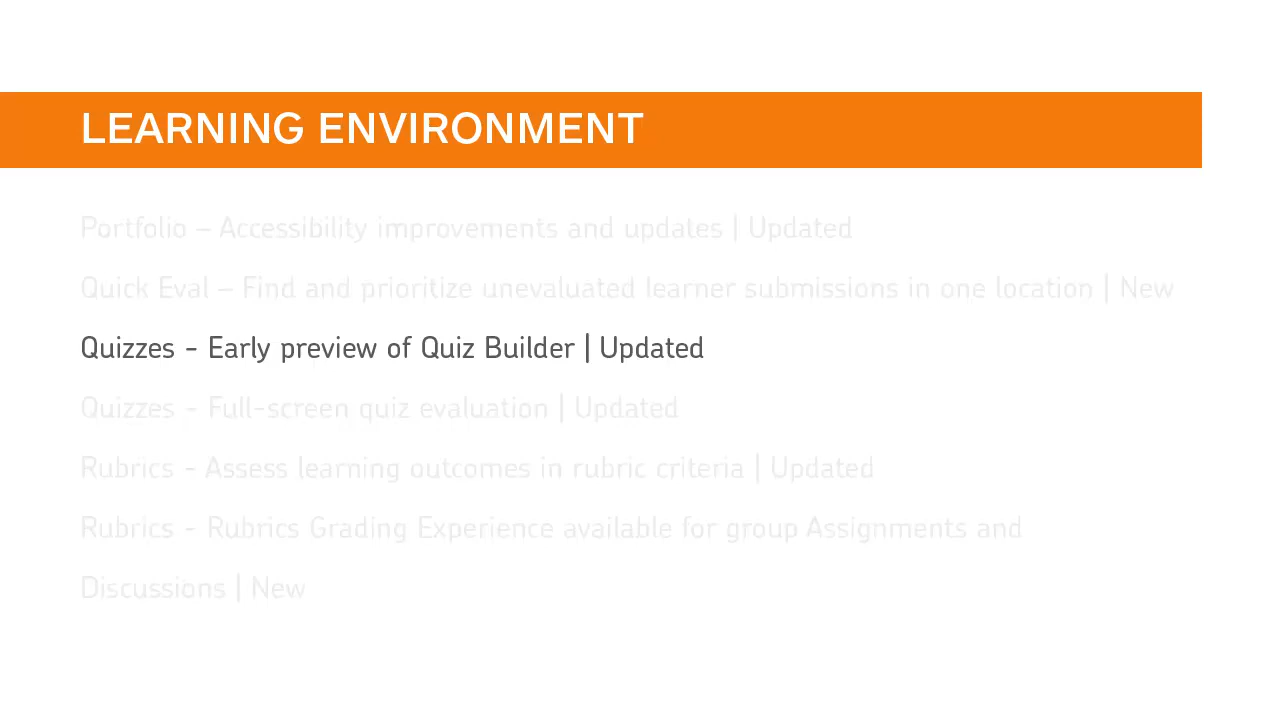 LEARNING ENVIRONMENT
Portfolio – Accessibility improvements and updates | Updated
Quick Eval – Find and prioritize unevaluated learner submissions in one location | New
Quizzes - Early preview of Quiz Builder | Updated
Quizzes - Full-screen quiz evaluation | Updated
Rubrics - Assess learning outcomes in rubric criteria | Updated
Rubrics - Rubrics Grading Experience available for group Assignments and
Discussions | New